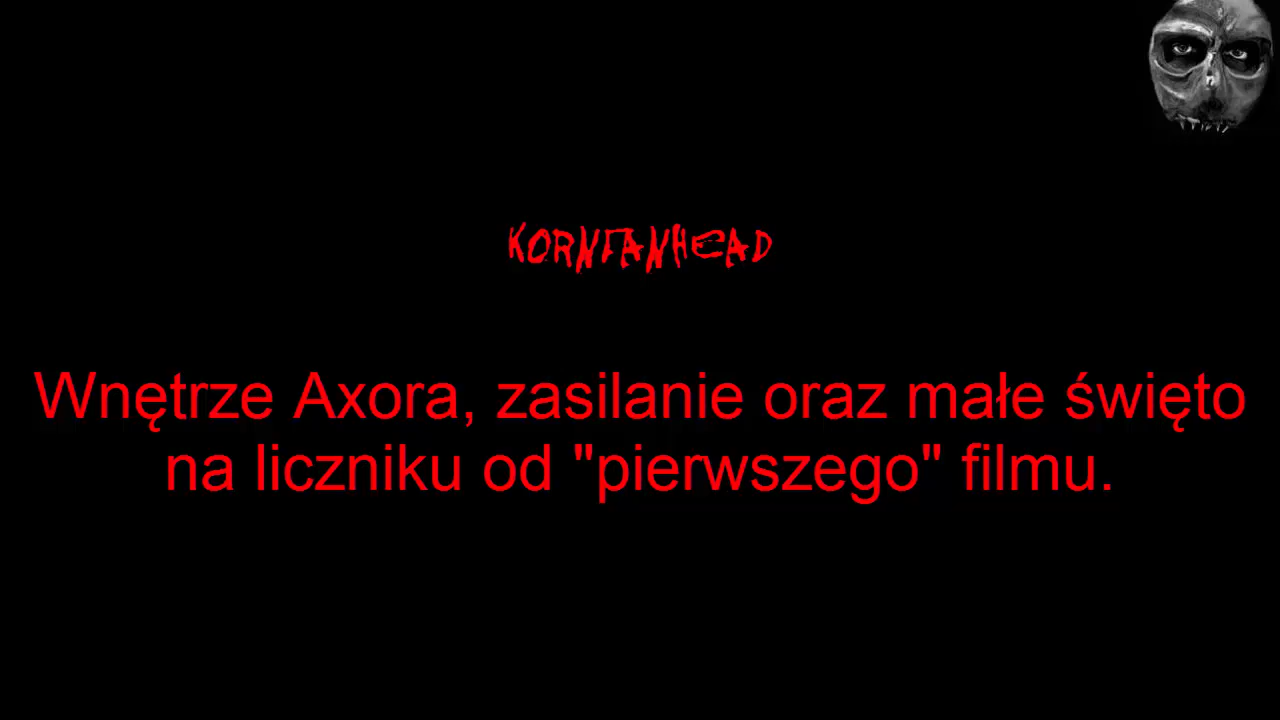 KORNFANHEAD
Wnętrze Axora, zasilanie oraz małe święto
na liczniku od "pierwszego" filmu.